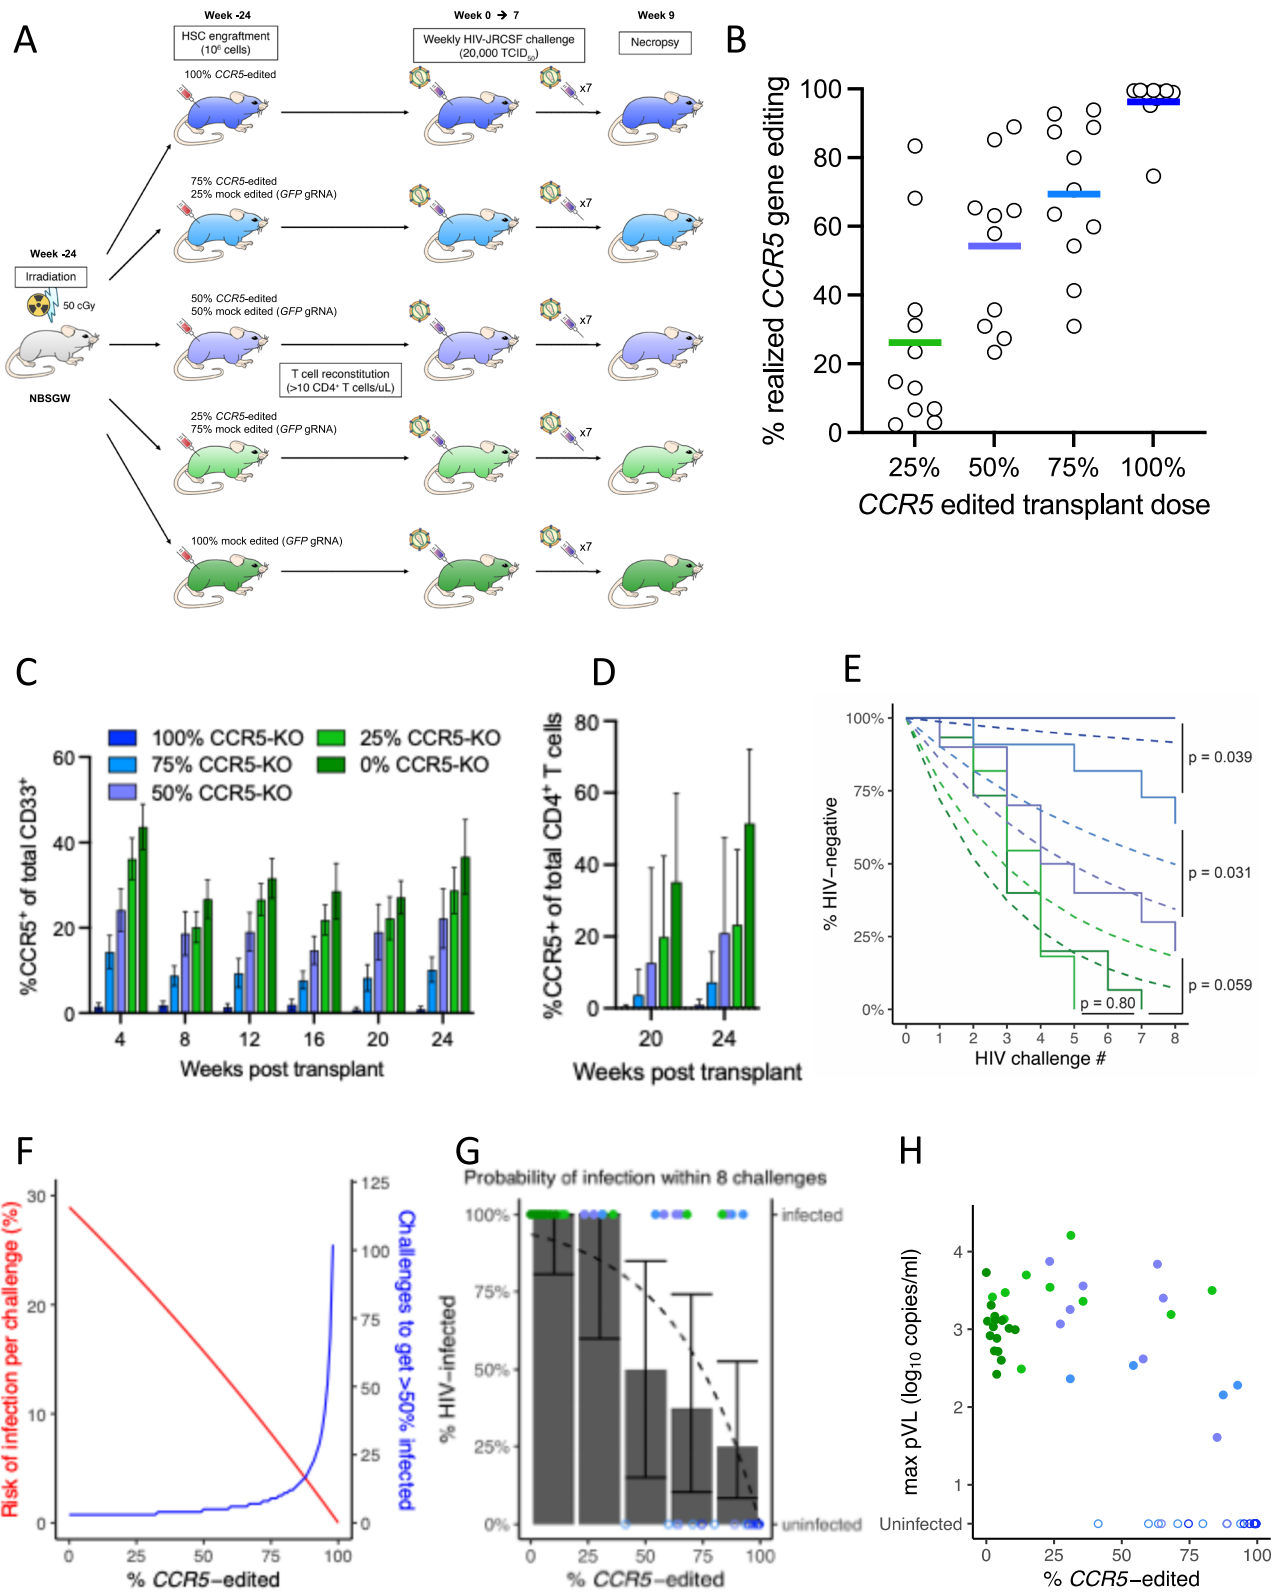 A
Week -24
HSC engraftment
(10⁶ cells)
Week 0 → 7
Weekly HIV-JRCSF challenge
(20,000 TCID₅₀)
Week 9
Necropsy
100% CCR5-edited
x7
75% CCR5-edited
25% mock edited (GFP gRNA)
x7
Week -24
Irradiation
50 cGy
NBSGW
50% CCR5-edited
50% mock edited (GFP gRNA)
x7
T cell reconstitution
(>10 CD4⁺ T cells/uL)
25% CCR5-edited
75% mock edited (GFP gRNA)
x7
100% mock edited (GFP gRNA)
x7
B
% realized CCR5 gene editing
100
80
60
40
20
0
25% 50% 75% 100%
CCR5 edited transplant dose
C
100% CCR5-KO
75% CCR5-KO
50% CCR5-KO
25% CCR5-KO
0% CCR5-KO
%CCR5⁺ of total CD33⁺
60
40
20
0
4 8 12 16 20 24
Weeks post transplant
D
%CCR5+ of total CD4⁺ T cells
80
60
40
20
0
20 24
Weeks post transplant
E
% HIV−negative
100%
75%
50%
25%
0%
p = 0.039
p = 0.031
p = 0.059
p = 0.80
0 1 2 3 4 5 6 7 8
HIV challenge #
F
Risk of infection per challenge (%)
30
20
10
0
Challenges to get >50% infected
125
100
75
50
25
0
0 25 50 75 100
% CCR5−edited
G
Probability of infection within 8 challenges
% HIV−infected
100%
75%
50%
25%
0%
infected
uninfected
0 25 50 75 100
% CCR5−edited
H
max pVL (log₁₀ copies/ml)
4
3
2
1
Uninfected
0 25 50 75 100
% CCR5−edited